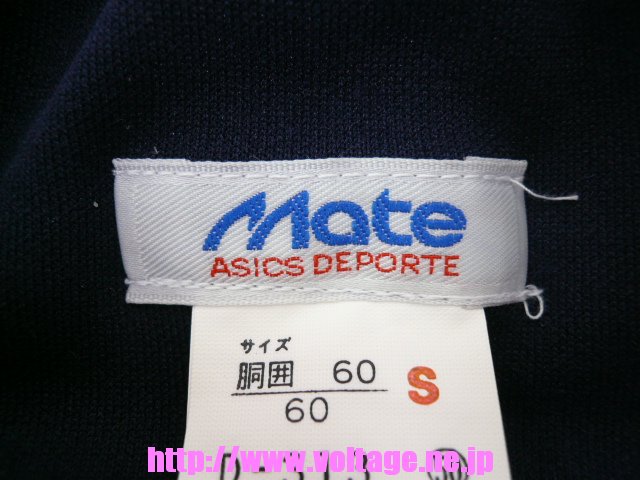 Mate
ASICS DEPORTE
サイズ
胴囲 60 S
60
http://www.voltage.ne.jp